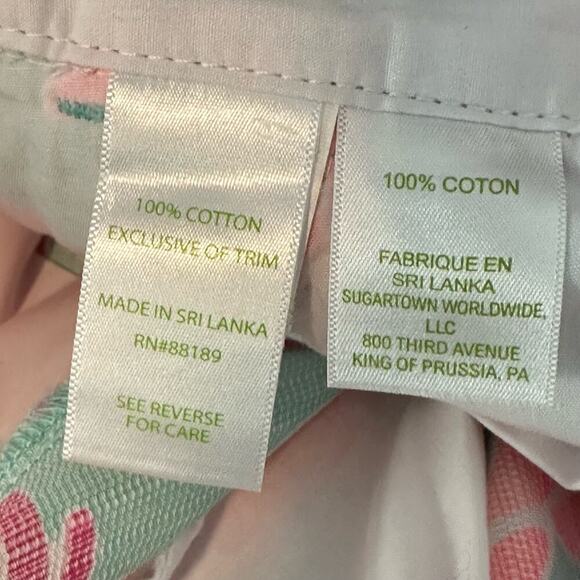 100% COTTON
EXCLUSIVE OF TRIM
MADE IN SRI LANKA
RN#88189
SEE REVERSE
FOR CARE
100% COTON
FABRIQUE EN
SRI LANKA
SUGARTOWN WORLDWIDE,
LLC
800 THIRD AVENUE
KING OF PRUSSIA, PA